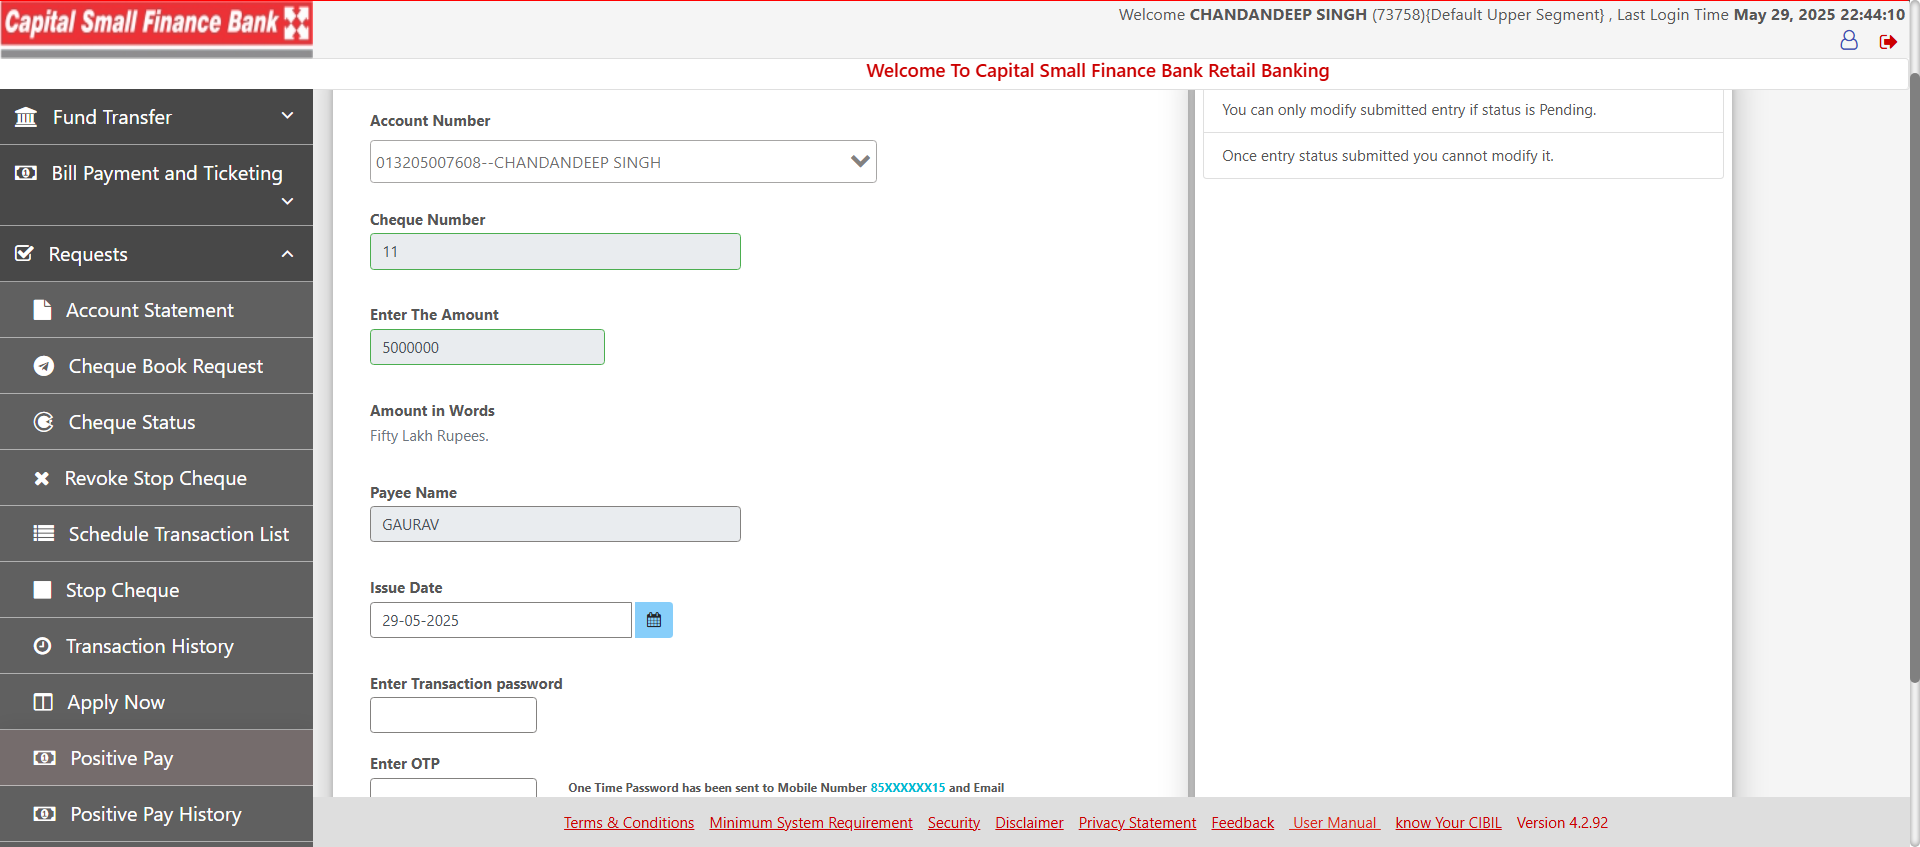 Capital Small Finance Bank
Welcome CHANDANDEEP SINGH (73758){Default Upper Segment} , Last Login Time May 29, 2025 22:44:10
Welcome To Capital Small Finance Bank Retail Banking
Fund Transfer
Bill Payment and Ticketing
Requests
Account Statement
Cheque Book Request
Cheque Status
Revoke Stop Cheque
Schedule Transaction List
Stop Cheque
Transaction History
Apply Now
Positive Pay
Positive Pay History
Account Number
013205007608--CHANDANDEEP SINGH
Cheque Number
11
Enter The Amount
5000000
Amount in Words
Fifty Lakh Rupees.
Payee Name
GAURAV
Issue Date
29-05-2025
Enter Transaction password
Enter OTP
One Time Password has been sent to Mobile Number 85XXXXXX15 and Email
You can only modify submitted entry if status is Pending.
Once entry status submitted you cannot modify it.
Terms & Conditions Minimum System Requirement Security Disclaimer Privacy Statement Feedback User Manual know Your CIBIL Version 4.2.92